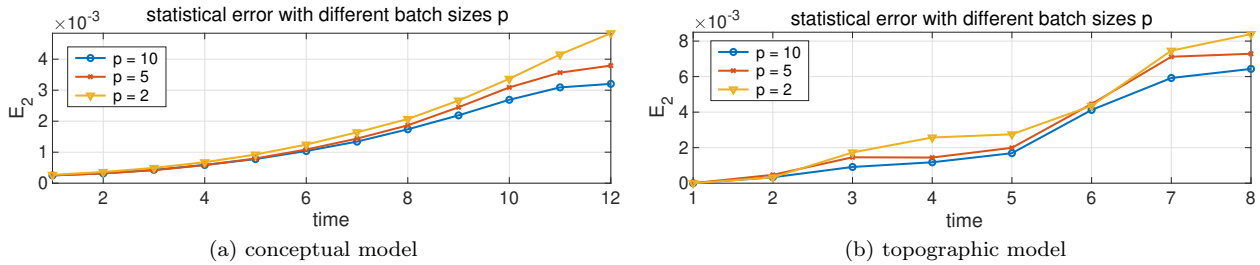 statistical error with different batch sizes p
×10⁻³
p = 10
p = 5
p = 2
E₂
4
3
2
1
0
2 4 6 8 10 12
time
(a) conceptual model
statistical error with different batch sizes p
×10⁻³
p = 10
p = 5
p = 2
E₂
8
6
4
2
0
1 2 3 4 5 6 7 8
time
(b) topographic model